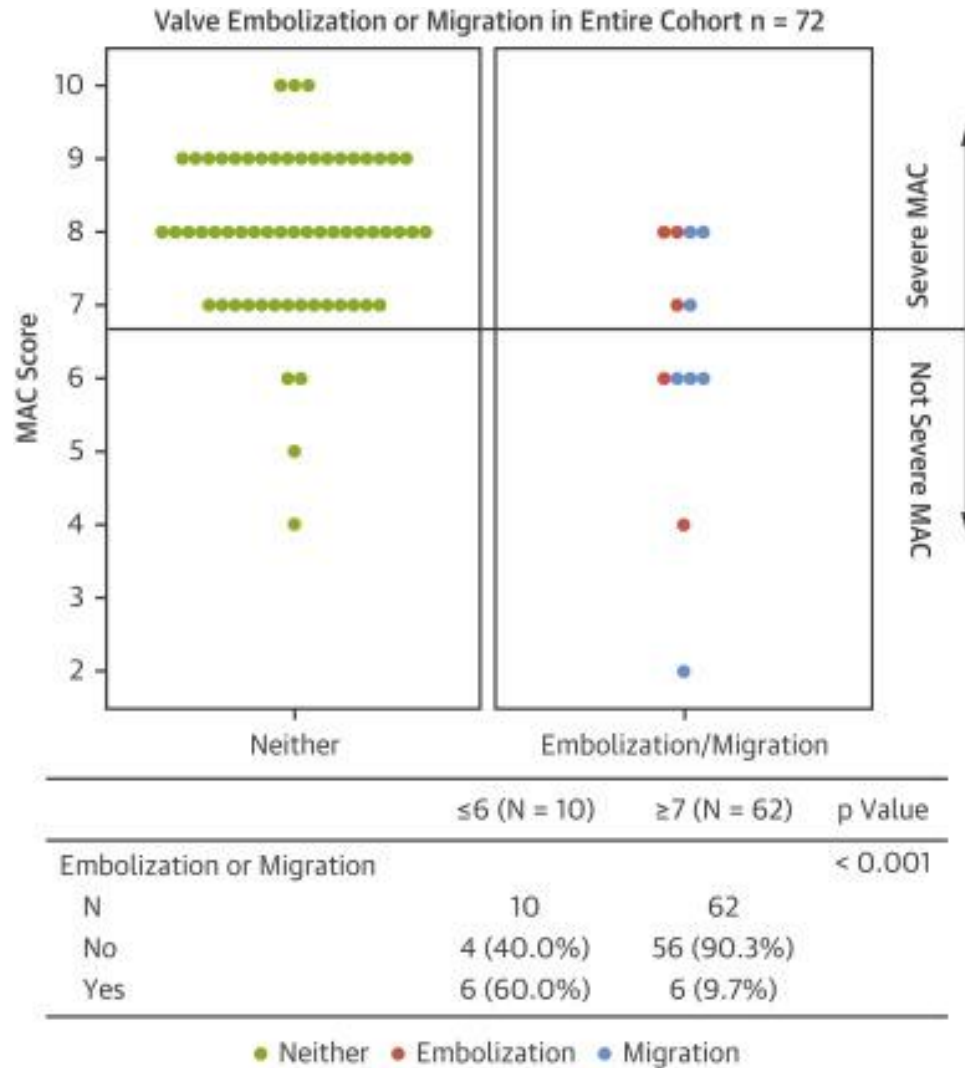 Valve Embolization or Migration in Entire Cohort n = 72
10
9
8
7
6
5
4
3
2
MAC Score
Severe MAC
Not Severe MAC
Neither
Embolization/Migration
≤6 (N = 10) ≥7 (N = 62) p Value
Embolization or Migration < 0.001
N 10 62
No 4 (40.0%) 56 (90.3%)
Yes 6 (60.0%) 6 (9.7%)
Neither Embolization Migration